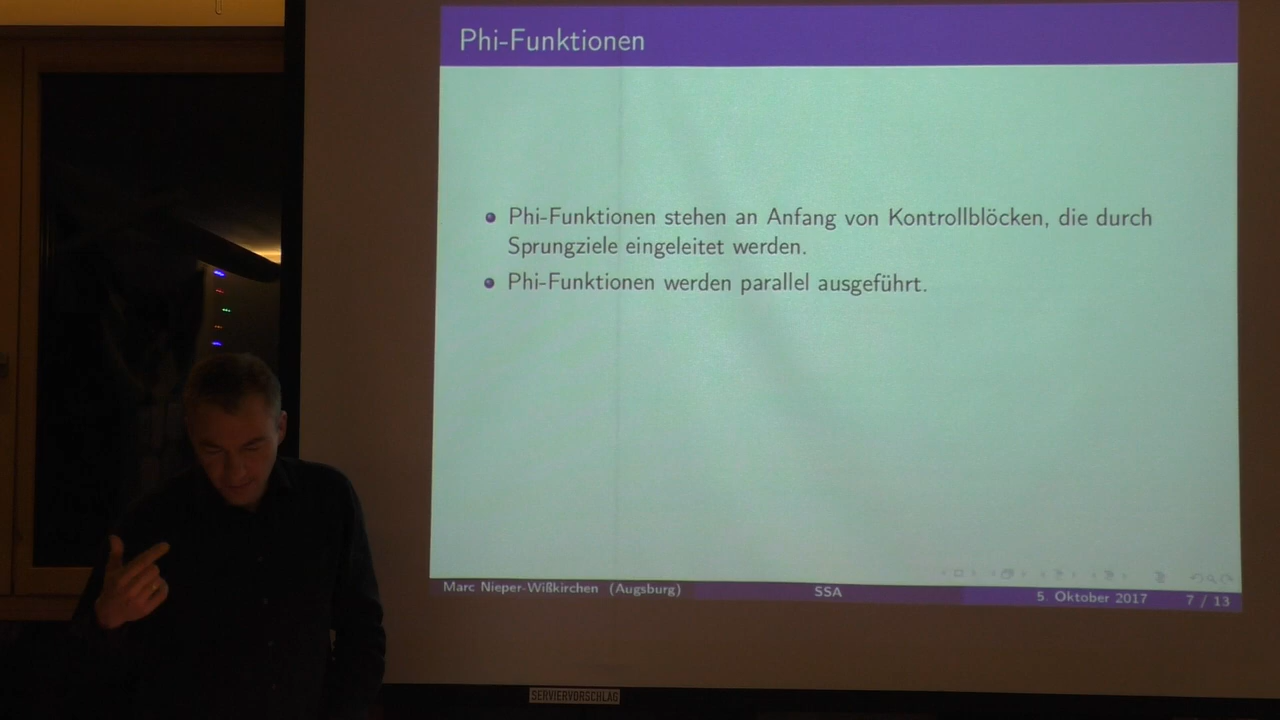 Phi-Funktionen
Phi-Funktionen stehen an Anfang von Kontrollblöcken, die durch
Sprungziele eingeleitet werden.
Phi-Funktionen werden parallel ausgeführt.
Marc Nieper-Wißkirchen (Augsburg) SSA 5. Oktober 2017 7 / 13
SERVIERVORSCHLAG